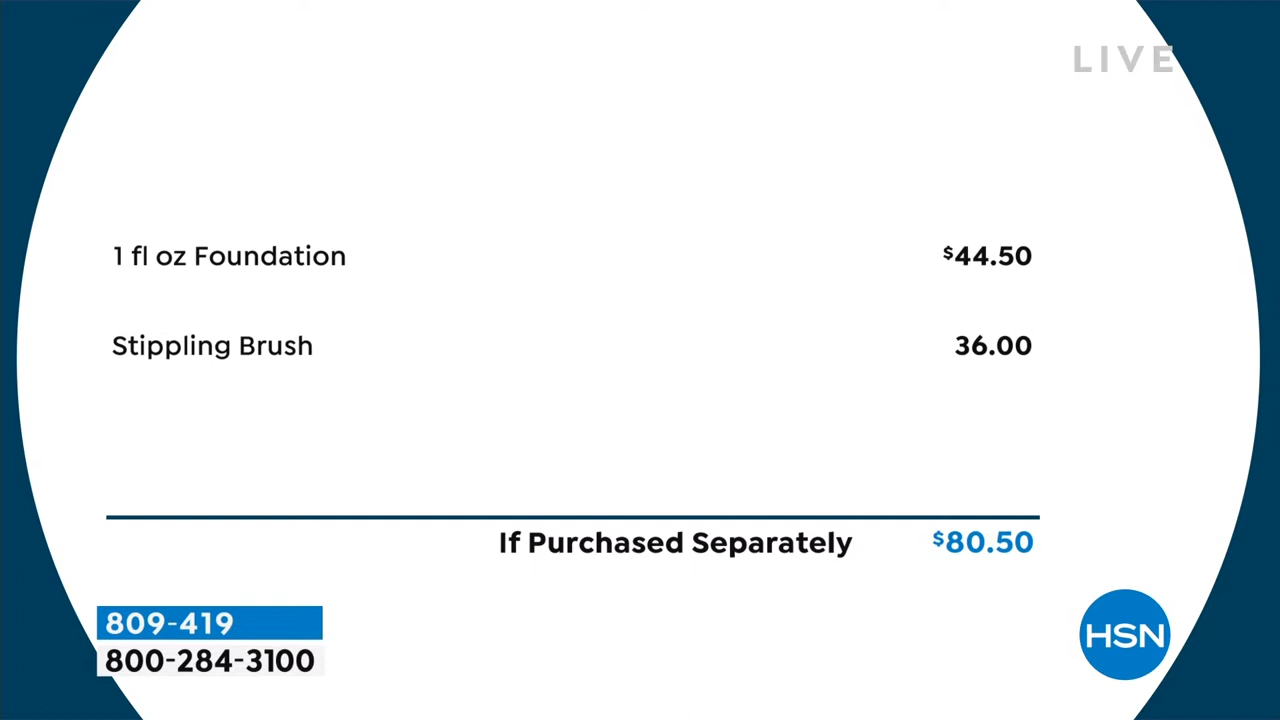 LIVE
1 fl oz Foundation $44.50
Stippling Brush 36.00
If Purchased Separately $80.50
809-419
800-284-3100
HSN